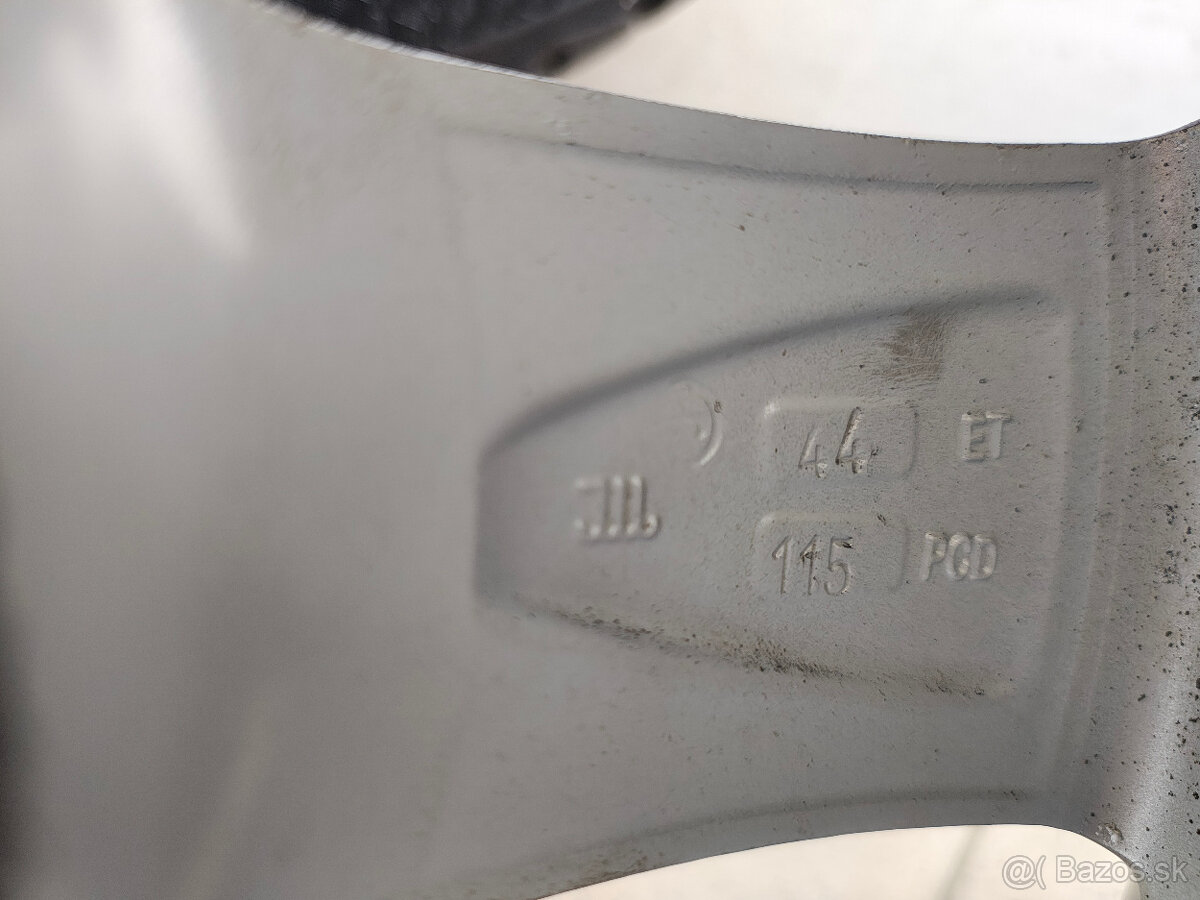 44 ET
115 PCD
@( Bazos.sk